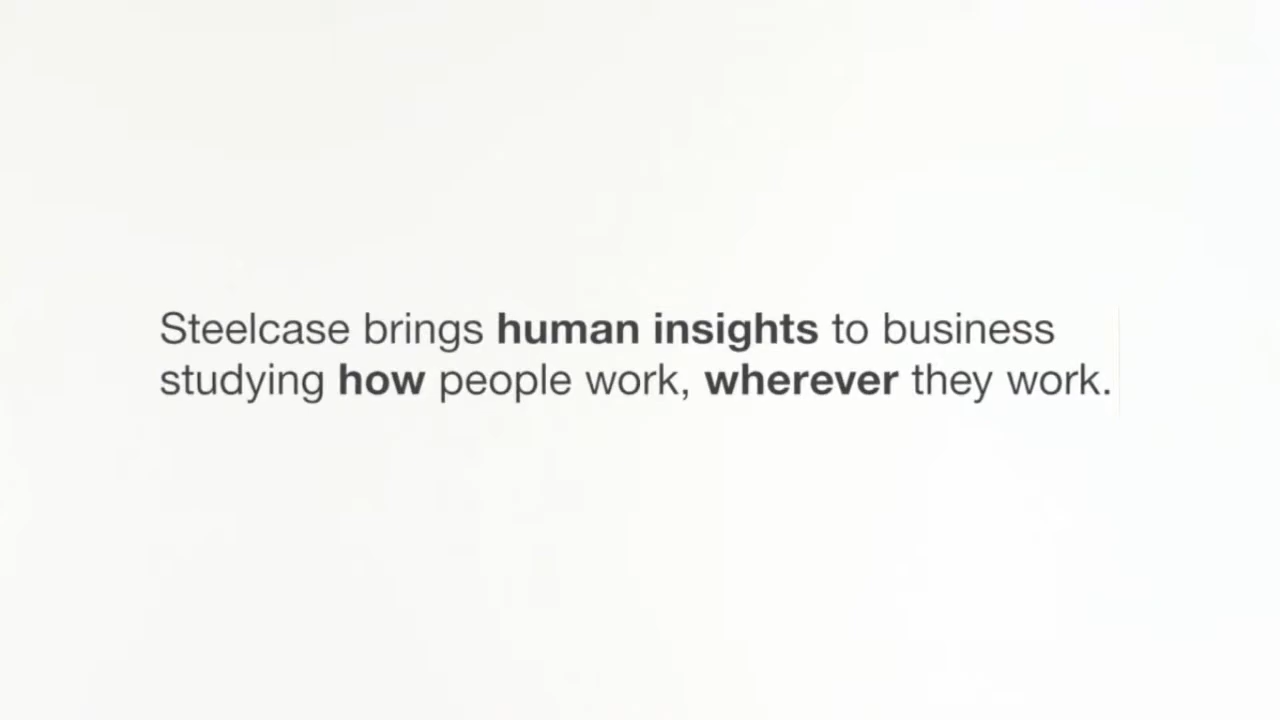 Steelcase brings human insights to business
studying how people work, wherever they work.